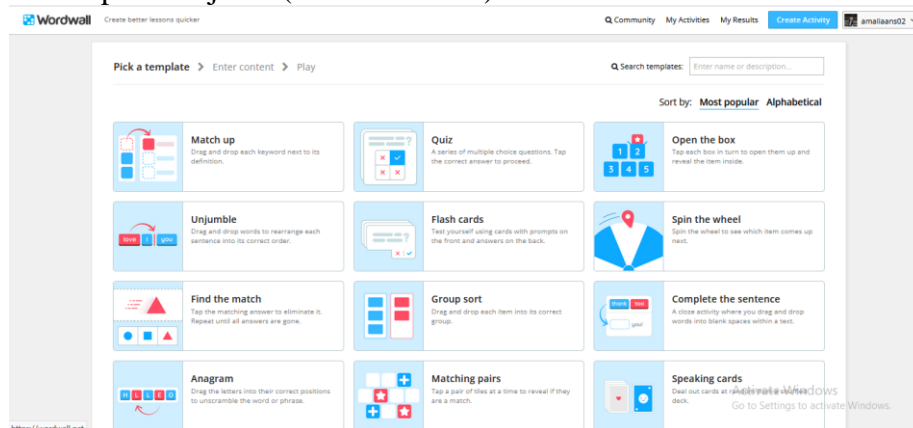 Wordwall Create better lessons quicker Community My Activities My Results Create Activity amaliaans02
Pick a template > Enter content > Play Search templates: Enter name or description...
Sort by: Most popular Alphabetical
Match up
Drag and drop each keyword next to its
definition.
Quiz
A series of multiple choice questions. Tap
the correct answer to proceed.
Open the box
Tap each box in turn to open them up and
reveal the item inside.
1 2
3 4 5
Unjumble
Drag and drop words to rearrange each
sentence into its correct order.
love I you
Flash cards
Test yourself using cards with prompts on
the front and answers on the back.
Spin the wheel
Spin the wheel to see which item comes up
next.
Find the match
Tap the matching answer to eliminate it.
Repeat until all answers are gone.
Group sort
Drag and drop each item into its correct
group.
Complete the sentence
A cloze activity where you drag and drop
words into blank spaces within a text.
thank
you!
Anagram
Drag the letters into their correct positions
to unscramble the word or phrase.
H L L E O
Matching pairs
Tap a pair of tiles at a time to reveal if they
are a match.
Speaking cards
Deal out cards at random from a shuffled
deck.
Activate Windows
Go to Settings to activate Windows.